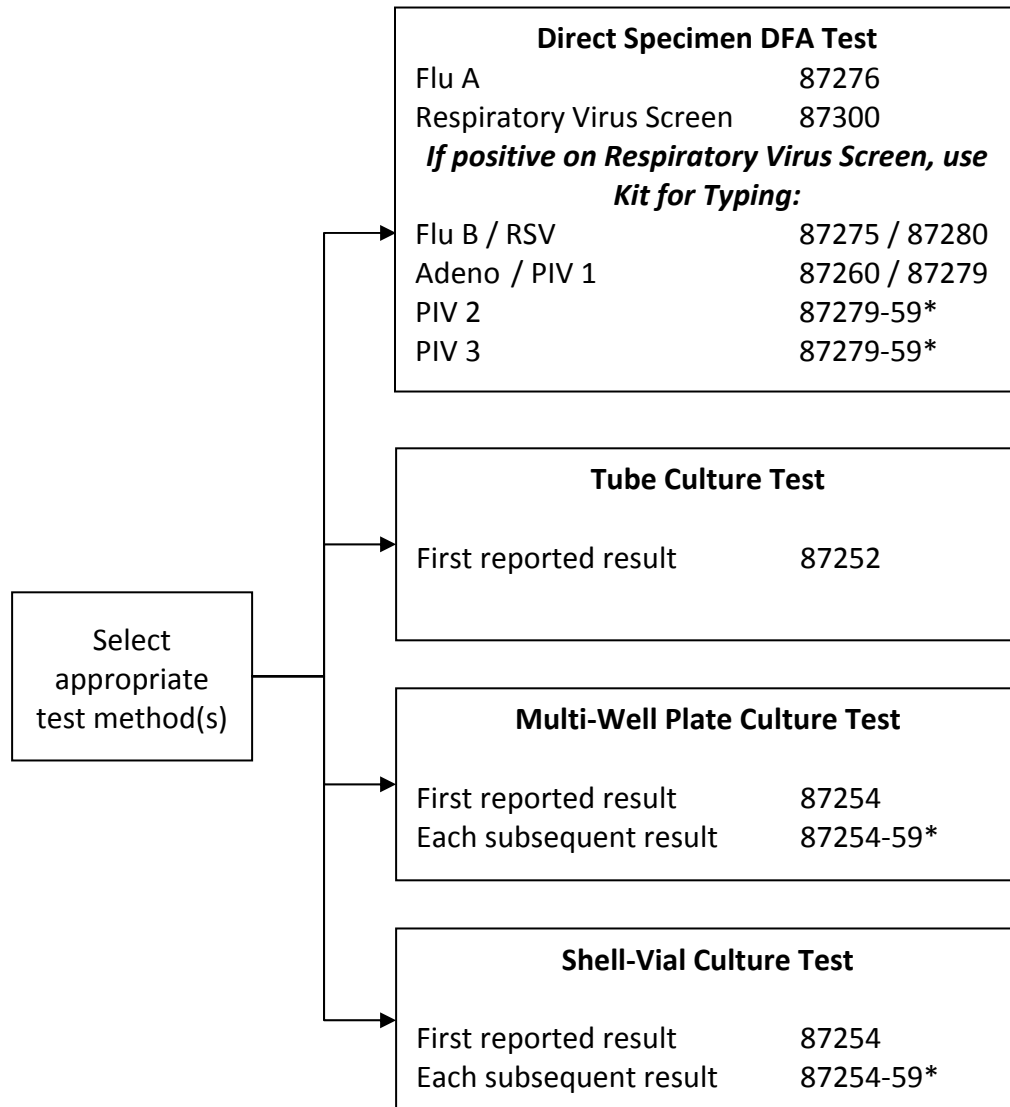 Direct Specimen DFA Test
Flu A 87276
Respiratory Virus Screen 87300
If positive on Respiratory Virus Screen, use
Kit for Typing:
Flu B / RSV 87275 / 87280
Adeno / PIV 1 87260 / 87279
PIV 2 87279-59*
PIV 3 87279-59*
Tube Culture Test
First reported result 87252
Select
appropriate
test method(s)
Multi-Well Plate Culture Test
First reported result 87254
Each subsequent result 87254-59*
Shell-Vial Culture Test
First reported result 87254
Each subsequent result 87254-59*